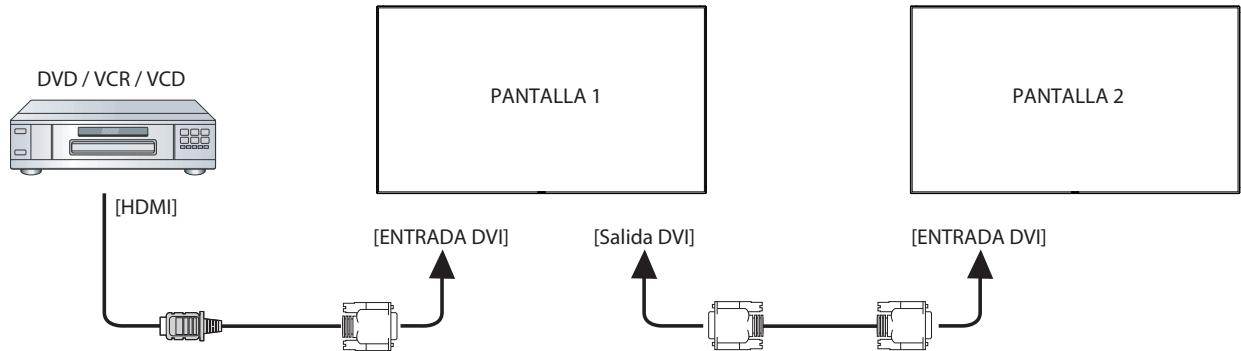 DVD / VCR / VCD
PANTALLA 1
PANTALLA 2
[HDMI]
[ENTRADA DVI]
[Salida DVI]
[ENTRADA DVI]